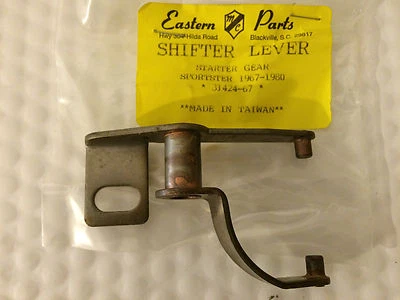 Eastern MC Parts
Hwy 304 Hilda Road Blackville, S.C. 29817
SHIFTER LEVER
STARTER GEAR
SPORTSTER 1967-1980
* 31424-67 *
**MADE IN TAIWAN**